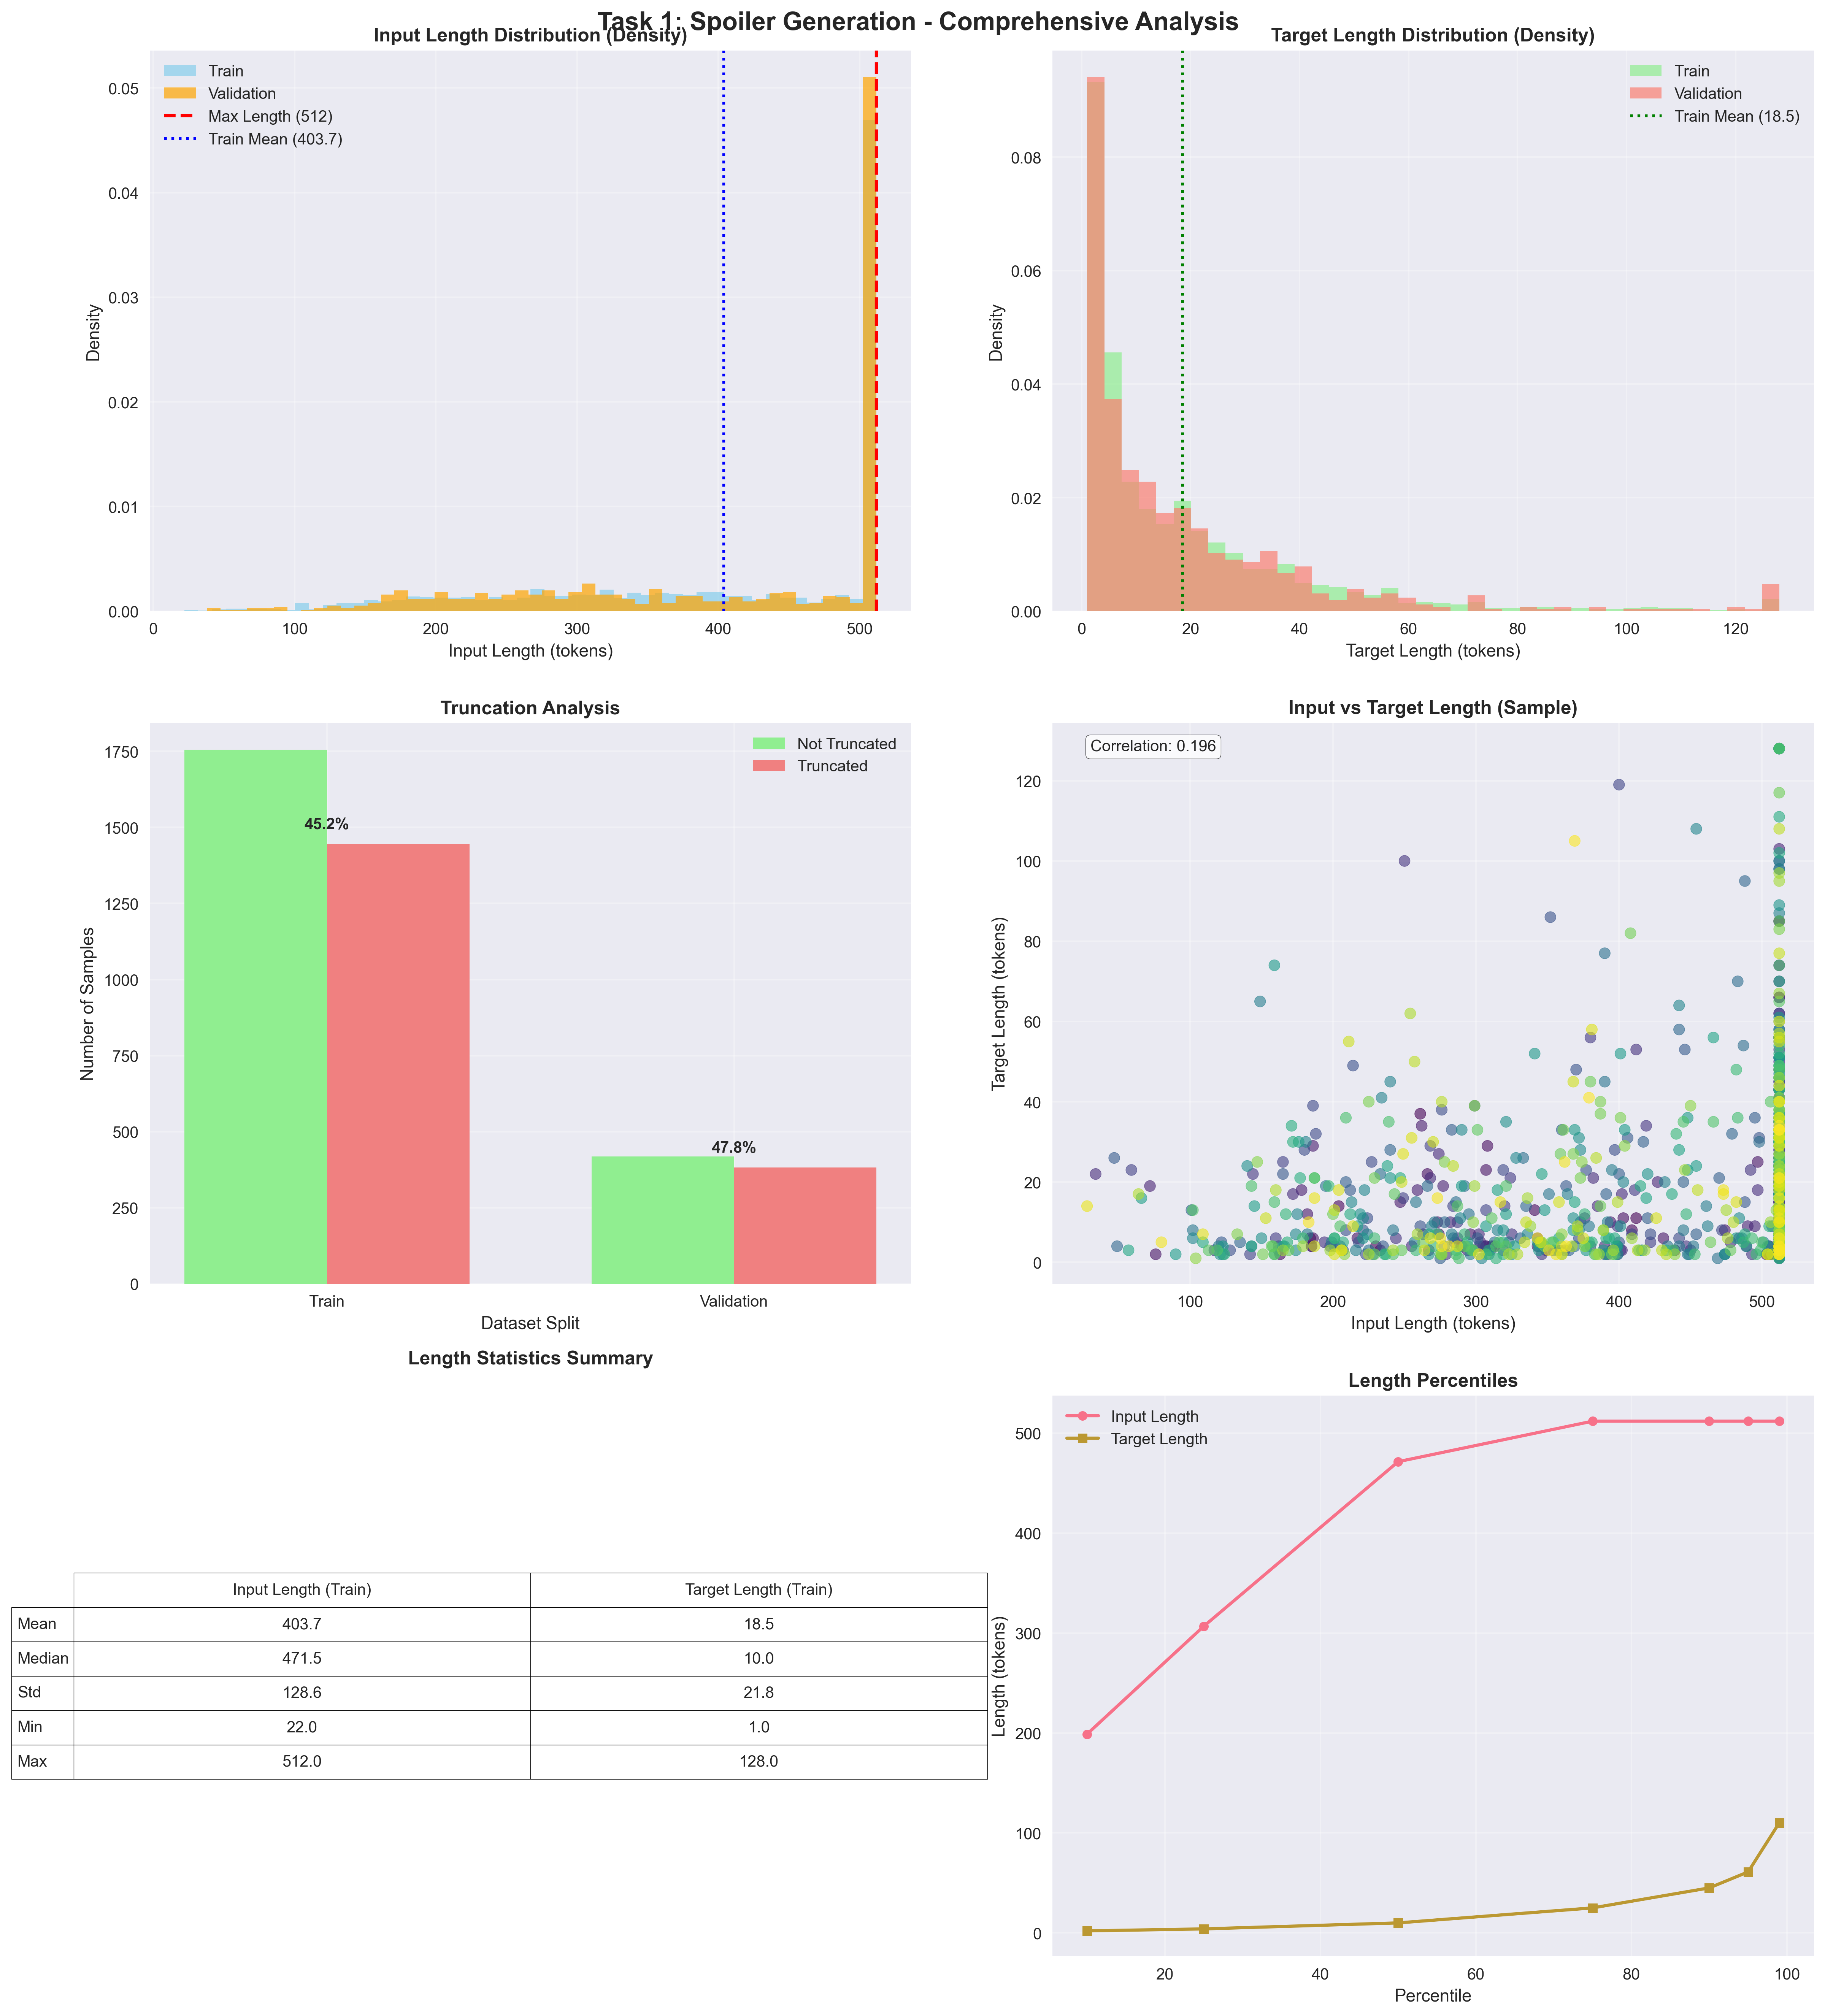 Task 1: Spoiler Generation - Comprehensive Analysis
Input Length Distribution (Density)
Train
Validation
Max Length (512)
Train Mean (403.7)
Density
0.05
0.04
0.03
0.02
0.01
0.00
0 100 200 300 400 500
Input Length (tokens)
Target Length Distribution (Density)
Train
Validation
Train Mean (18.5)
Density
0.08
0.06
0.04
0.02
0.00
0 20 40 60 80 100 120
Target Length (tokens)
Truncation Analysis
Not Truncated
Truncated
Number of Samples
1750
1500
1250
1000
750
500
250
0
45.2%
47.8%
Train Validation
Dataset Split
Input vs Target Length (Sample)
Correlation: 0.196
Target Length (tokens)
120
100
80
60
40
20
0
100 200 300 400 500
Input Length (tokens)
Length Statistics Summary
Input Length (Train) Target Length (Train)
Mean 403.7 18.5
Median 471.5 10.0
Std 128.6 21.8
Min 22.0 1.0
Max 512.0 128.0
Length Percentiles
Input Length
Target Length
Length (tokens)
500
400
300
200
100
0
20 40 60 80 100
Percentile